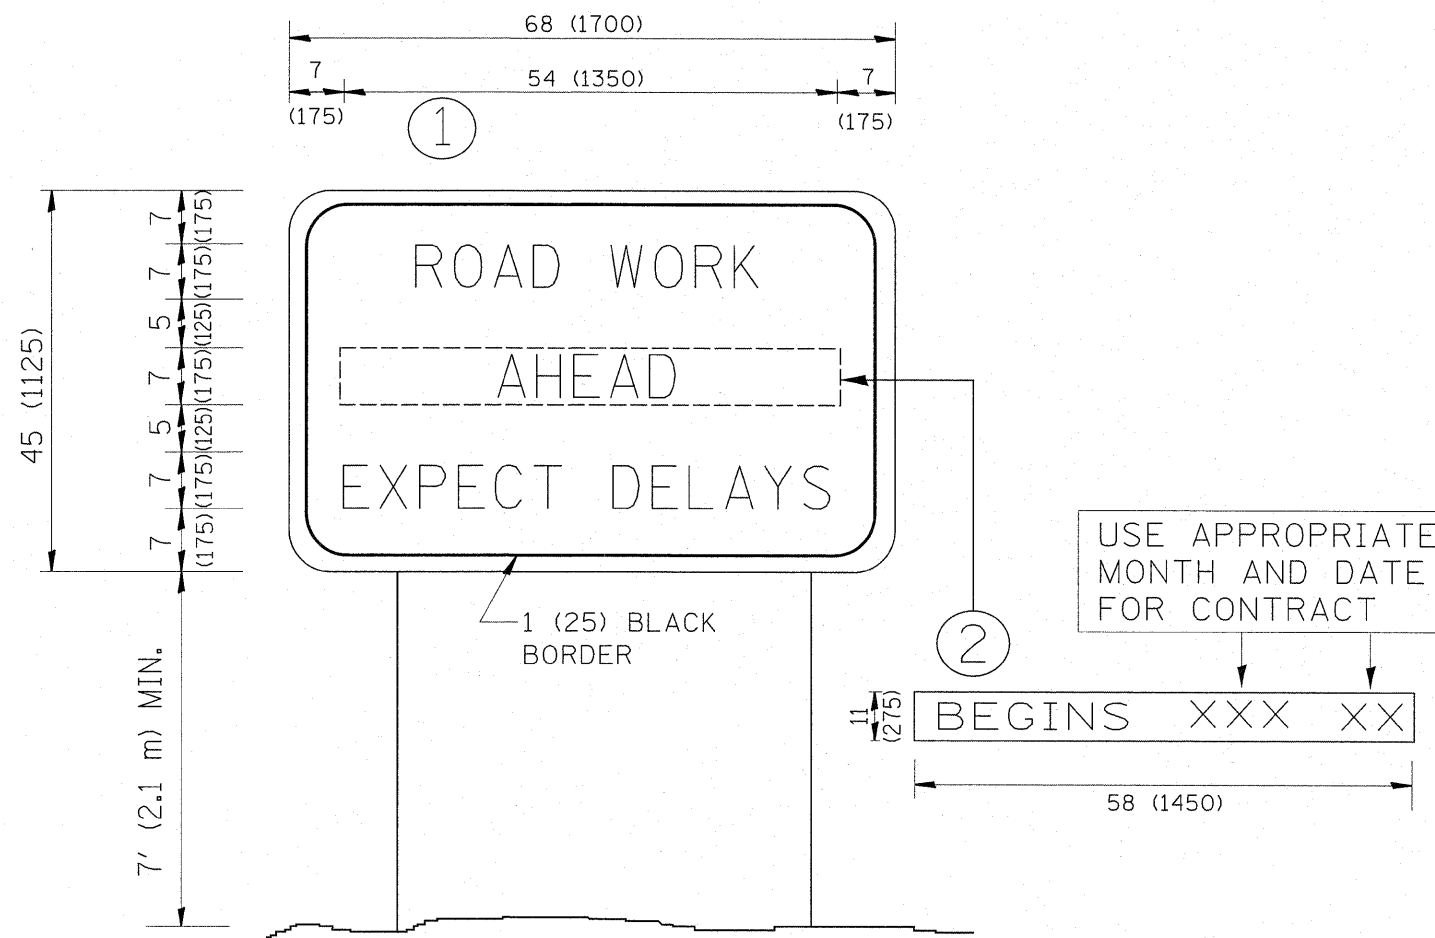 68 (1700)
7
54 (1350)
7
(175)
(175)
1
45 (1125)
7 (175)
7 (175)
5 (125)
7 (175)
5 (125)
7 (175)
7 (175)
ROAD WORK
AHEAD
EXPECT DELAYS
1 (25) BLACK
BORDER
7' (2.1 m) MIN.
2
USE APPROPRIATE
MONTH AND DATE
FOR CONTRACT
11
(275)
BEGINS XXX XX
58 (1450)